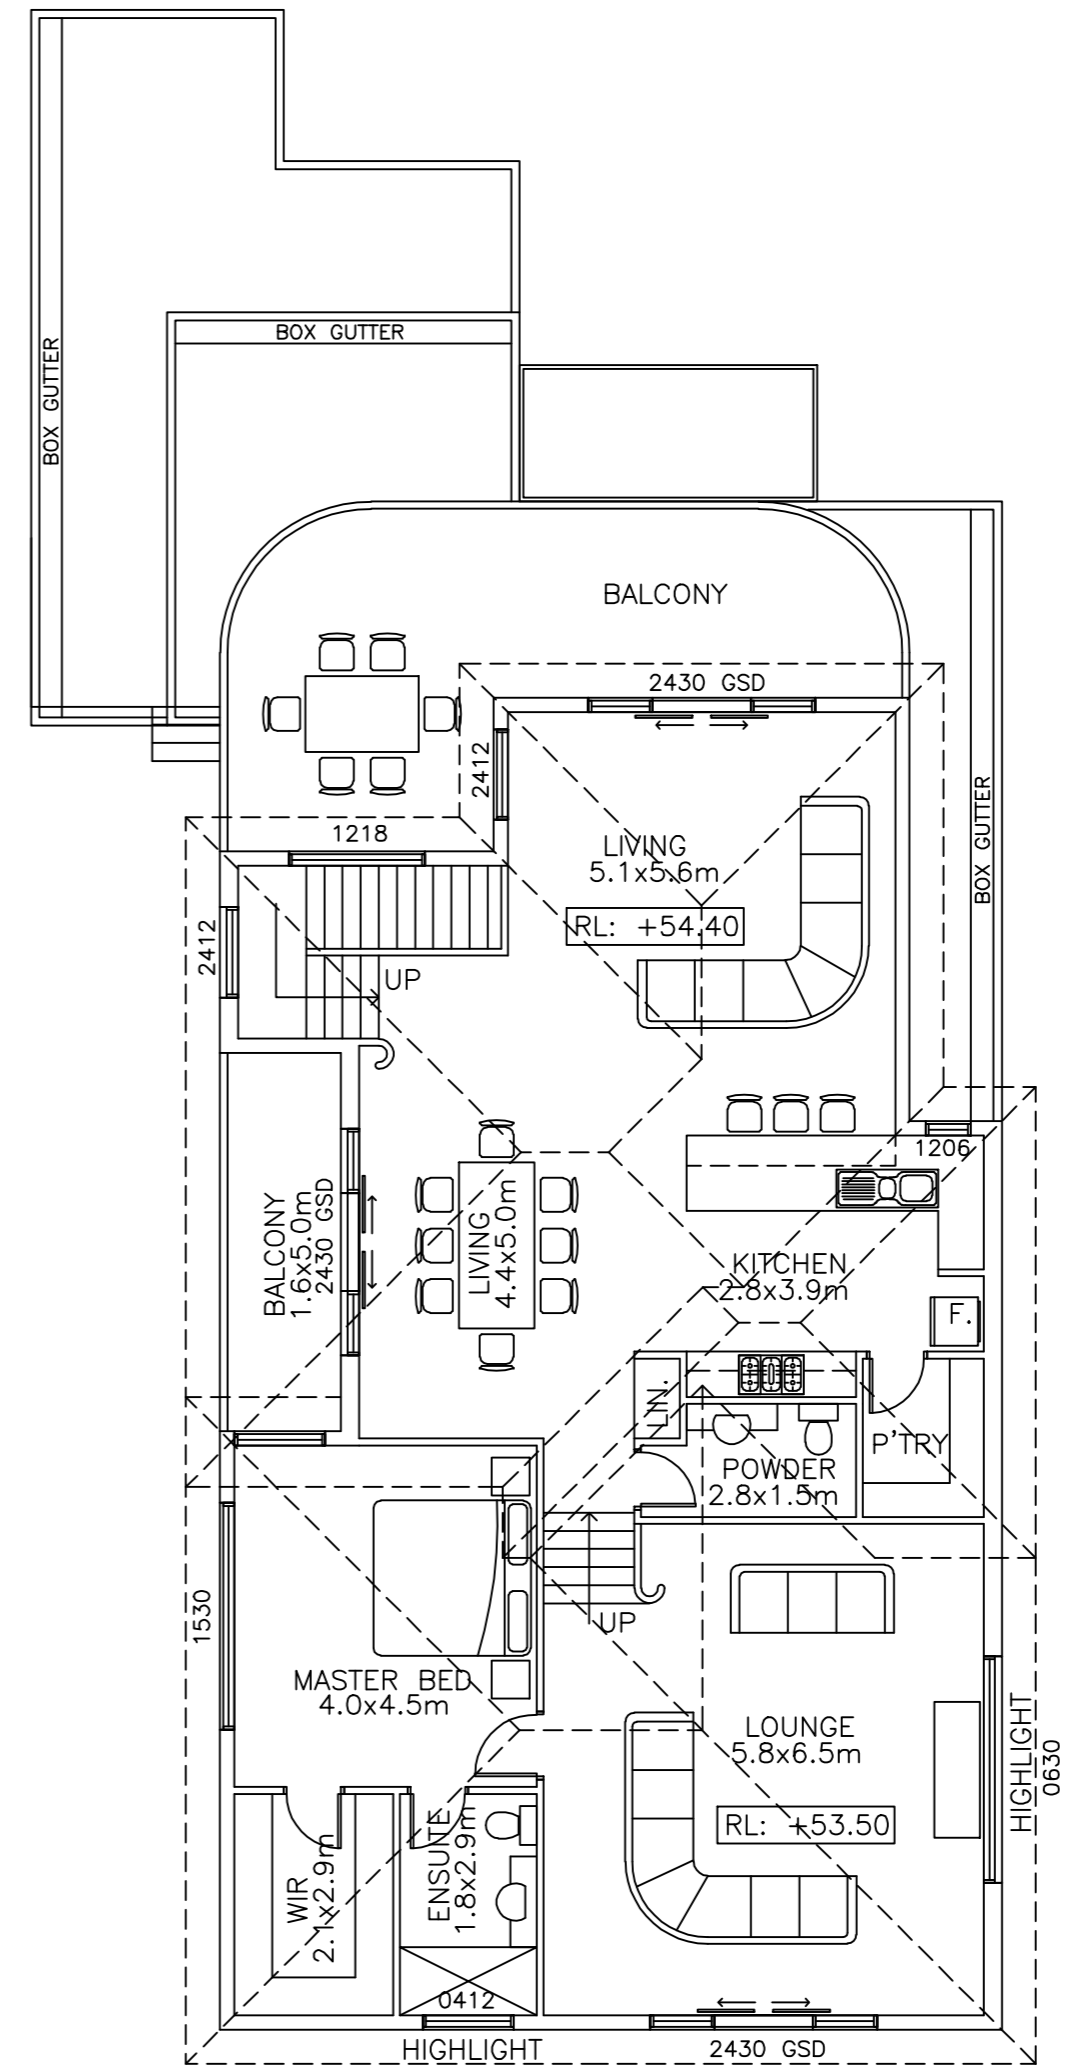 BOX GUTTER
BOX GUTTER
BALCONY
2430 GSD
2412
1218
BOX GUTTER
LIVING
5.1x5.6m
RL: +54.40
2412
UP
1206
BALCONY
1.6x5.0m
2430 GSD
LIVING
4.4x5.0m
KITCHEN
2.8x3.9m
F.
LIN.
P'TRY
POWDER
2.8x1.5m
1530
UP
MASTER BED
4.0x4.5m
LOUNGE
5.8x6.5m
HIGHLIGHT
0630
RL: +53.50
WIR
2.1x2.9m
ENSUITE
1.8x2.9m
0412
HIGHLIGHT
2430 GSD